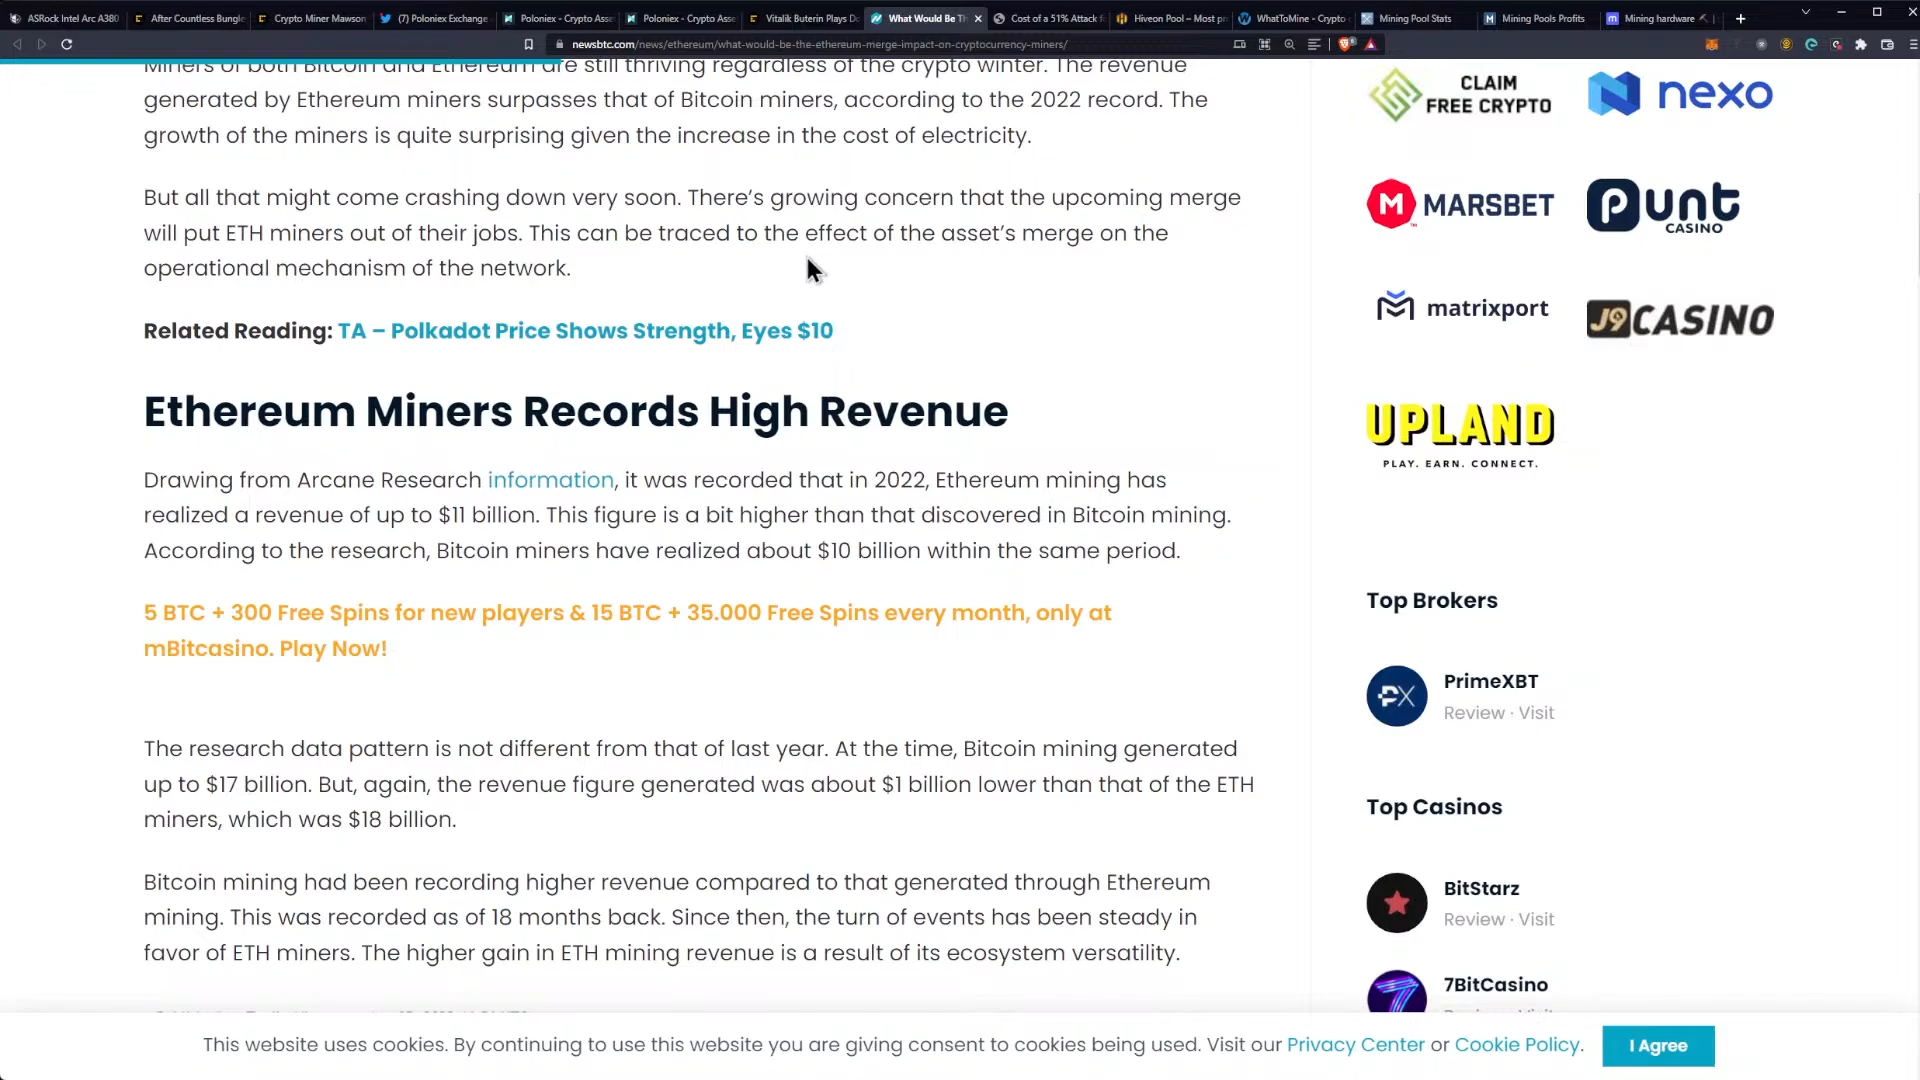 ASRock Intel Arc A380
After Countless Bungle
Crypto Miner Mawson
(7) Poloniex Exchange
Poloniex - Crypto Asse
Poloniex - Crypto Asse
Vitalik Buterin Plays D
What Would Be Th
Cost of a 51% Attack f
Hiveon Pool – Most pr
WhatToMine - Crypto
Mining Pool Stats
Mining Pools Profits
Mining hardware
newsbtc.com/news/ethereum/what-would-be-the-ethereum-merge-impact-on-cryptocurrency-miners/
Miners of both Bitcoin and Ethereum are still thriving regardless of the crypto winter. The revenue
generated by Ethereum miners surpasses that of Bitcoin miners, according to the 2022 record. The
growth of the miners is quite surprising given the increase in the cost of electricity.
But all that might come crashing down very soon. There's growing concern that the upcoming merge
will put ETH miners out of their jobs. This can be traced to the effect of the asset's merge on the
operational mechanism of the network.
Related Reading: TA – Polkadot Price Shows Strength, Eyes $10
Ethereum Miners Records High Revenue
Drawing from Arcane Research information, it was recorded that in 2022, Ethereum mining has
realized a revenue of up to $11 billion. This figure is a bit higher than that discovered in Bitcoin mining.
According to the research, Bitcoin miners have realized about $10 billion within the same period.
5 BTC + 300 Free Spins for new players & 15 BTC + 35.000 Free Spins every month, only at
mBitcasino. Play Now!
The research data pattern is not different from that of last year. At the time, Bitcoin mining generated
up to $17 billion. But, again, the revenue figure generated was about $1 billion lower than that of the ETH
miners, which was $18 billion.
Bitcoin mining had been recording higher revenue compared to that generated through Ethereum
mining. This was recorded as of 18 months back. Since then, the turn of events has been steady in
favor of ETH miners. The higher gain in ETH mining revenue is a result of its ecosystem versatility.
CLAIM
FREE CRYPTO
nexo
M MARSBET
Punt
CASINO
matrixport
J9CASINO
UPLAND
PLAY. EARN. CONNECT.
Top Brokers
PX
PrimeXBT
Review · Visit
Top Casinos
BitStarz
Review · Visit
7
7BitCasino
This website uses cookies. By continuing to use this website you are giving consent to cookies being used. Visit our Privacy Center or Cookie Policy.
I Agree